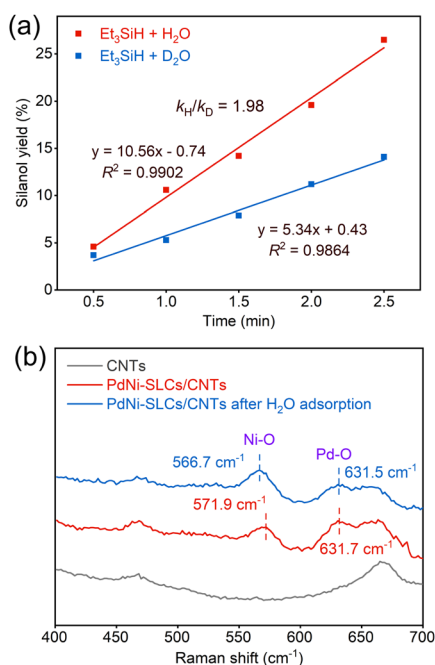 (a)
Et₃SiH + H₂O
Et₃SiH + D₂O
25
20
15
10
5
0
Silanol yield (%)
k_H/k_D = 1.98
y = 10.56x - 0.74
R² = 0.9902
y = 5.34x + 0.43
R² = 0.9864
0.5 1.0 1.5 2.0 2.5
Time (min)
(b)
CNTs
PdNi-SLCs/CNTs
PdNi-SLCs/CNTs after H₂O adsorption
Ni-O
Pd-O
566.7 cm⁻¹
631.5 cm⁻¹
571.9 cm⁻¹
631.7 cm⁻¹
400 450 500 550 600 650 700
Raman shift (cm⁻¹)